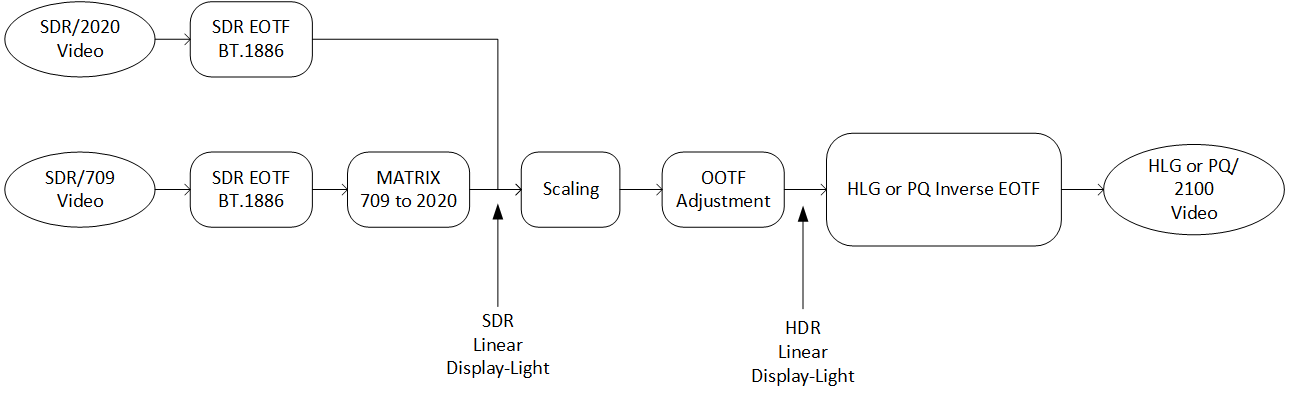 SDR/2020
Video
SDR EOTF
BT.1886
SDR/709
Video
SDR EOTF
BT.1886
MATRIX
709 to 2020
Scaling
OOTF
Adjustment
HLG or PQ Inverse EOTF
HLG or PQ/
2100
Video
SDR
Linear
Display-Light
HDR
Linear
Display-Light